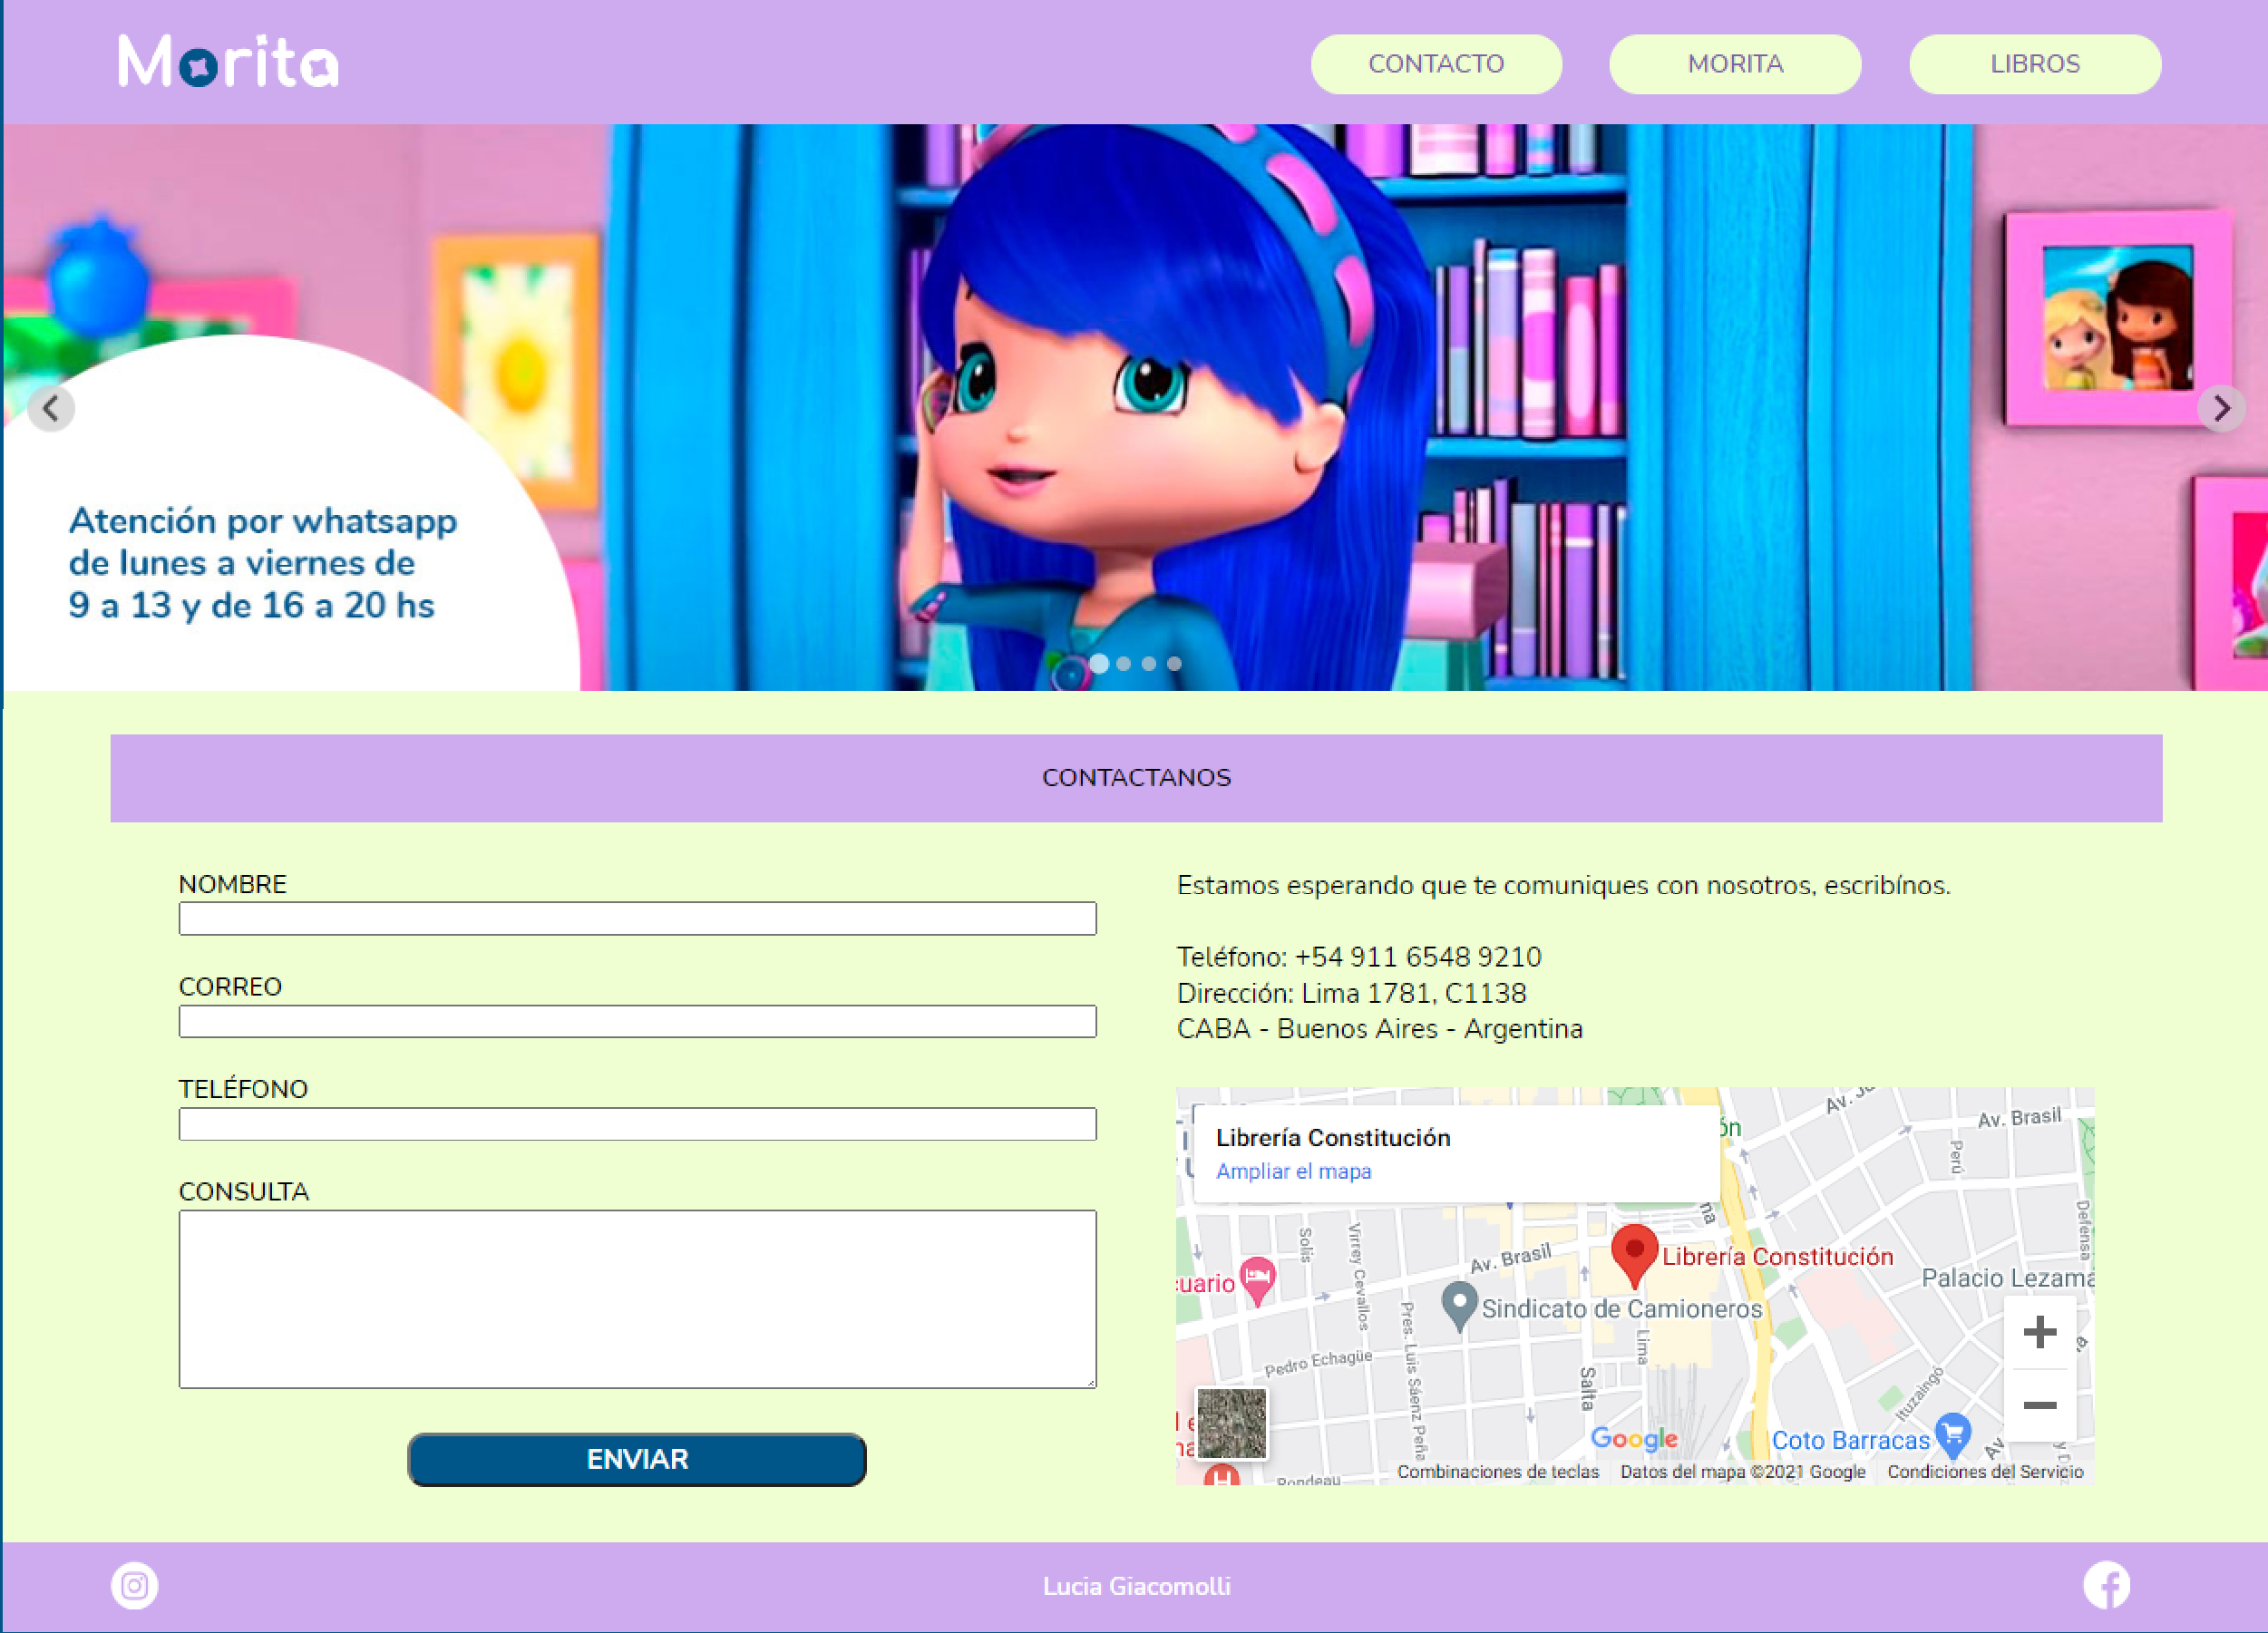 Morita
CONTACTO
MORITA
LIBROS
Atención por whatsapp
de lunes a viernes de
9 a 13 y de 16 a 20 hs
CONTACTANOS
NOMBRE
CORREO
TELÉFONO
CONSULTA
ENVIAR
Estamos esperando que te comuniques con nosotros, escribínos.
Teléfono: +54 911 6548 9210
Dirección: Lima 1781, C1138
CABA - Buenos Aires - Argentina
Librería Constitución
Ampliar el mapa
Av. Brasil
Perú
Defensa
Solis
Virrey Cevallos
Av. Brasil
Librería Constitución
Palacio Lezama
Sindicato de Camioneros
Pres. Luis Sáenz Peña
Lima
Pedro Echagüe
Salta
Ituzaingó
Google
Coto Barracas
Av
Rondeau
Combinaciones de teclas
Datos del mapa ©2021 Google
Condiciones del Servicio
Lucia Giacomolli